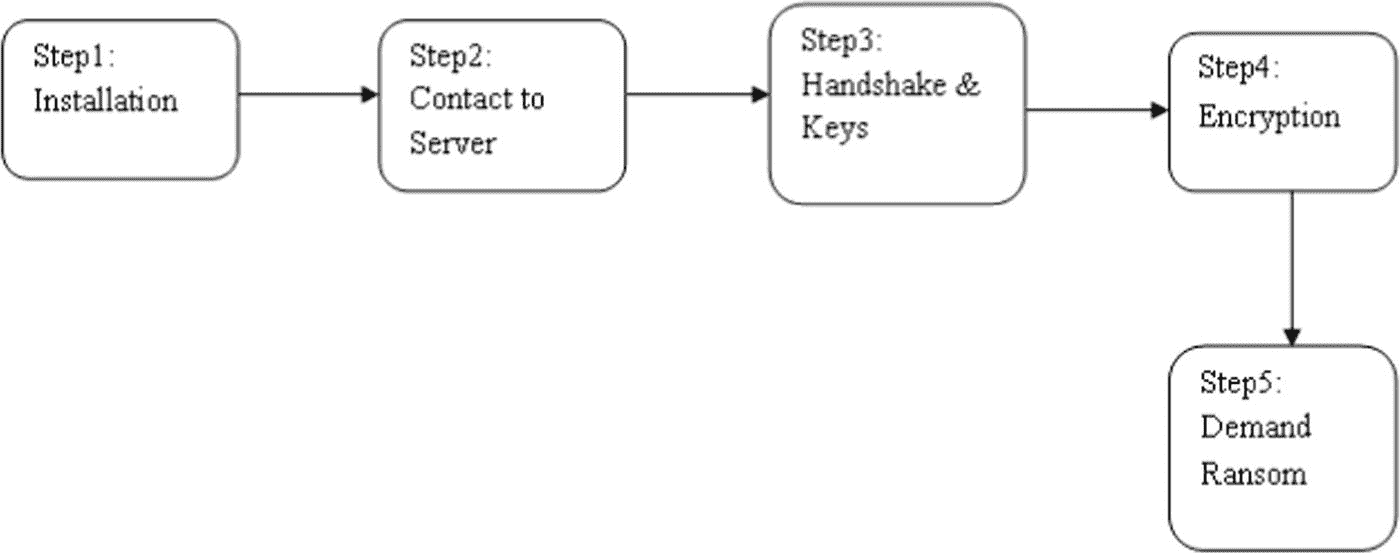 Step1:
Installation
Step2:
Contact to
Server
Step3:
Handshake &
Keys
Step4:
Encryption
Step5:
Demand
Ransom